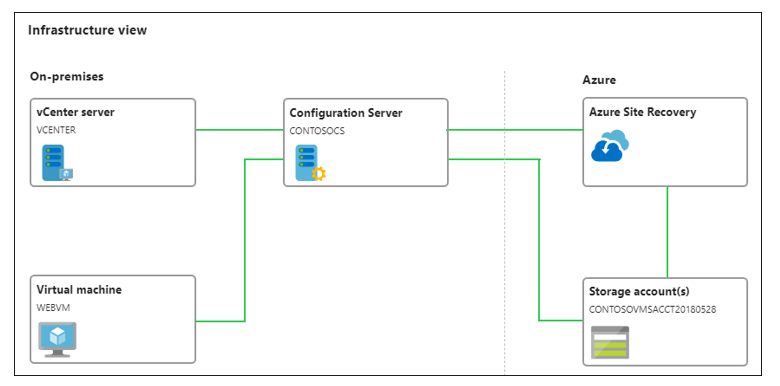 Infrastructure view
On-premises
Azure
vCenter server
VCENTER
Configuration Server
CONTOSOCS
Azure Site Recovery
Virtual machine
WEBVM
Storage account(s)
CONTOSOVMSACCT20180528